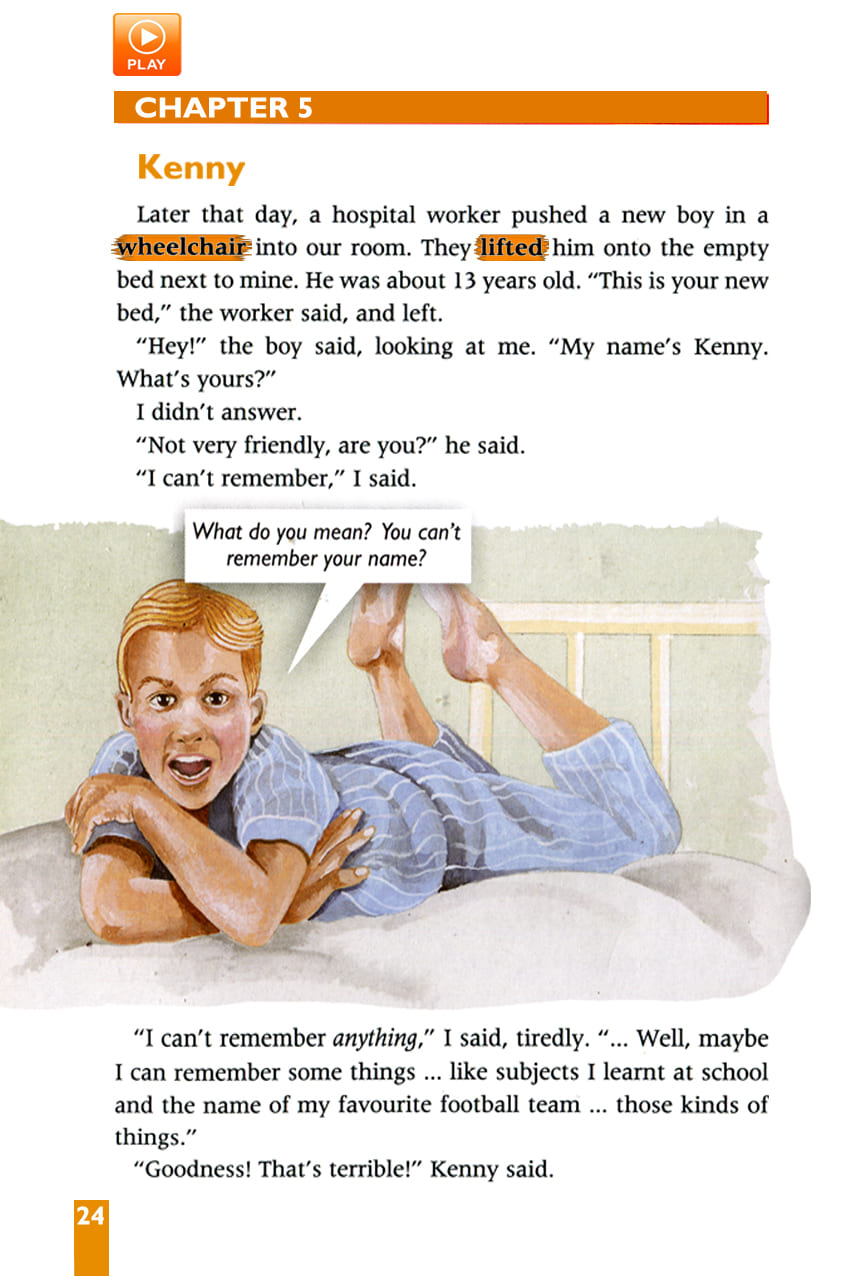 PLAY
CHAPTER 5
Kenny
Later that day, a hospital worker pushed a new boy in a
wheelchair into our room. They lifted him onto the empty
bed next to mine. He was about 13 years old. “This is your new
bed,” the worker said, and left.
“Hey!” the boy said, looking at me. “My name’s Kenny.
What’s yours?”
I didn’t answer.
“Not very friendly, are you?” he said.
“I can’t remember,” I said.
What do you mean? You can’t
remember your name?
“I can’t remember anything,” I said, tiredly. “... Well, maybe
I can remember some things ... like subjects I learnt at school
and the name of my favourite football team ... those kinds of
things.”
“Goodness! That’s terrible!” Kenny said.
24